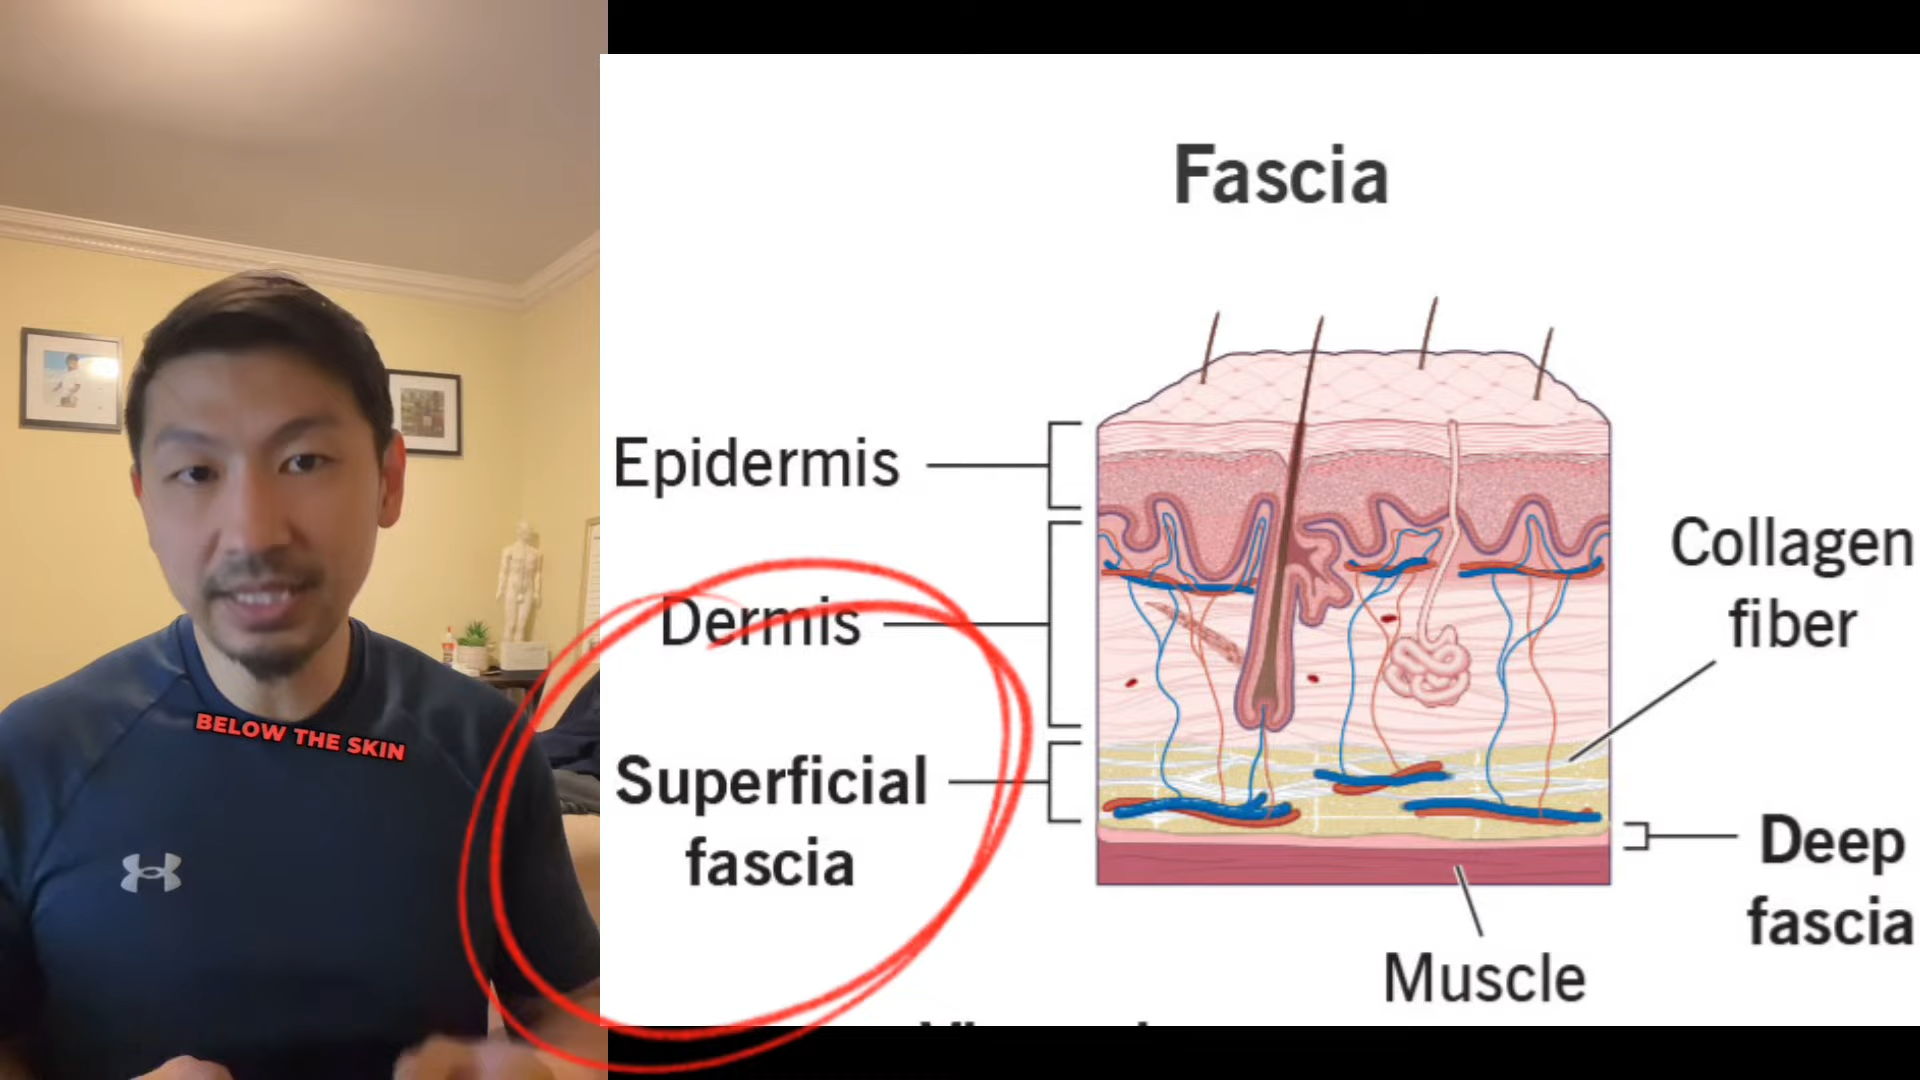 Fascia
Epidermis
Collagen
fiber
Dermis
BELOW THE SKIN
Superficial
fascia
Deep
fascia
Muscle